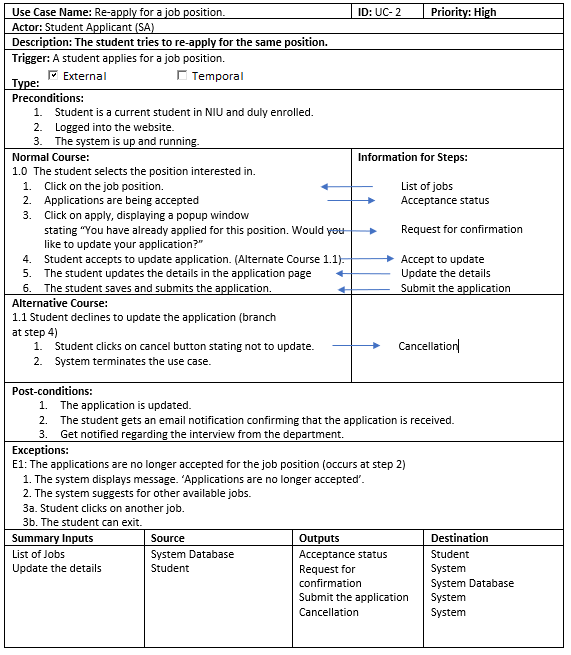 Use Case Name: Re-apply for a job position. ID: UC- 2 Priority: High
Actor: Student Applicant (SA)
Description: The student tries to re-apply for the same position.
Trigger: A student applies for a job position.
Type: External Temporal
Preconditions:
1. Student is a current student in NIU and duly enrolled.
2. Logged into the website.
3. The system is up and running.
Normal Course: Information for Steps:
1.0 The student selects the position interested in.
1. Click on the job position. List of jobs
2. Applications are being accepted Acceptance status
3. Click on apply, displaying a popup window
stating “You have already applied for this position. Would you Request for confirmation
like to update your application?”
4. Student accepts to update application. (Alternate Course 1.1). Accept to update
5. The student updates the details in the application page Update the details
6. The student saves and submits the application. Submit the application
Alternative Course:
1.1 Student declines to update the application (branch
at step 4)
1. Student clicks on cancel button stating not to update. Cancellation
2. System terminates the use case.
Post-conditions:
1. The application is updated.
2. The student gets an email notification confirming that the application is received.
3. Get notified regarding the interview from the department.
Exceptions:
E1: The applications are no longer accepted for the job position (occurs at step 2)
1. The system displays message. ‘Applications are no longer accepted’.
2. The system suggests for other available jobs.
3a. Student clicks on another job.
3b. The student can exit.
Summary Inputs Source Outputs Destination
List of Jobs System Database Acceptance status Student
Update the details Student Request for System
confirmation System Database
Submit the application System
Cancellation System